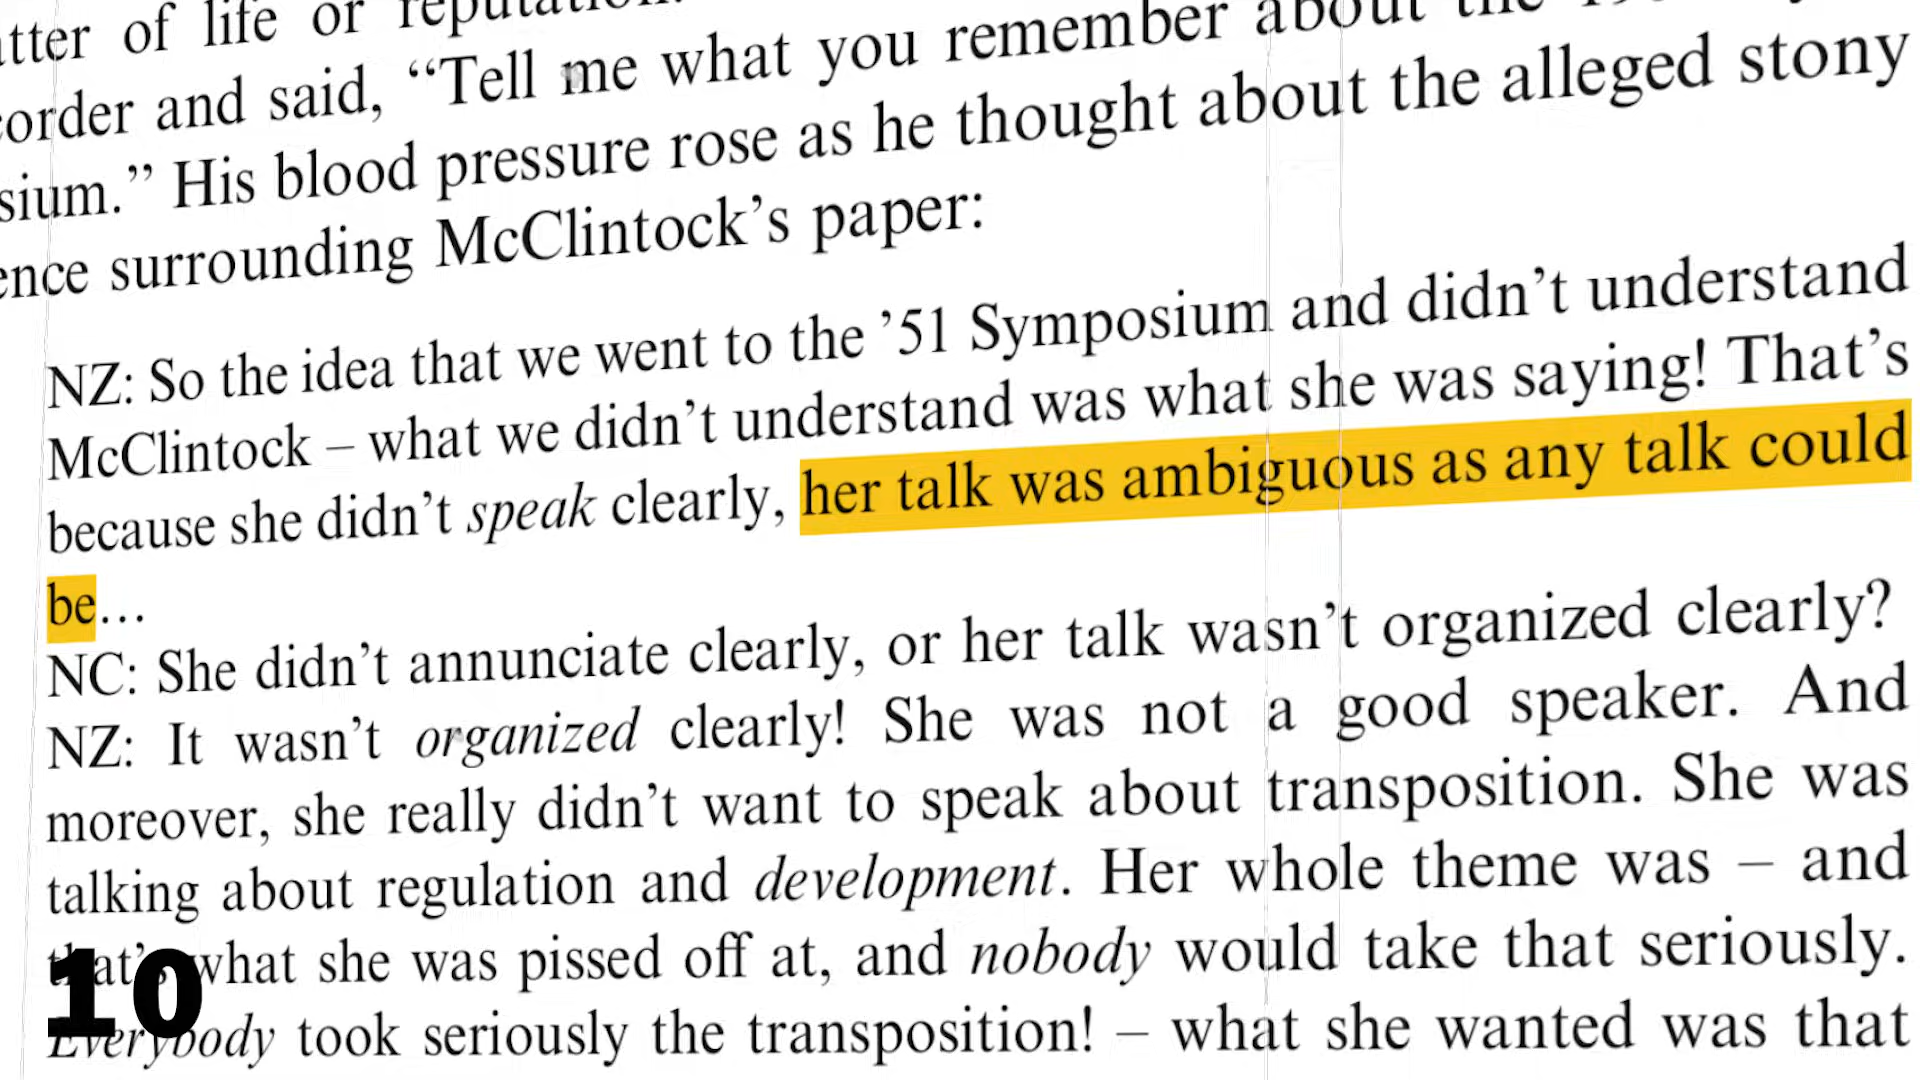 of life or
and said, “Tell me what you remember about the
His blood pressure rose as he thought about the alleged stony
surrounding McClintock’s paper:
NZ: So the idea that we went to the ’51 Symposium and didn’t understand
McClintock – what we didn’t understand was what she was saying! That’s
because she didn’t speak clearly, her talk was ambiguous as any talk could
be…
NC: She didn’t annunciate clearly, or her talk wasn’t organized clearly?
NZ: It wasn’t organized clearly! She was not a good speaker. And
moreover, she really didn’t want to speak about transposition. She was
talking about regulation and development. Her whole theme was – and
that’s what she was pissed off at, and nobody would take that seriously.
Everybody took seriously the transposition! – what she wanted was that
10